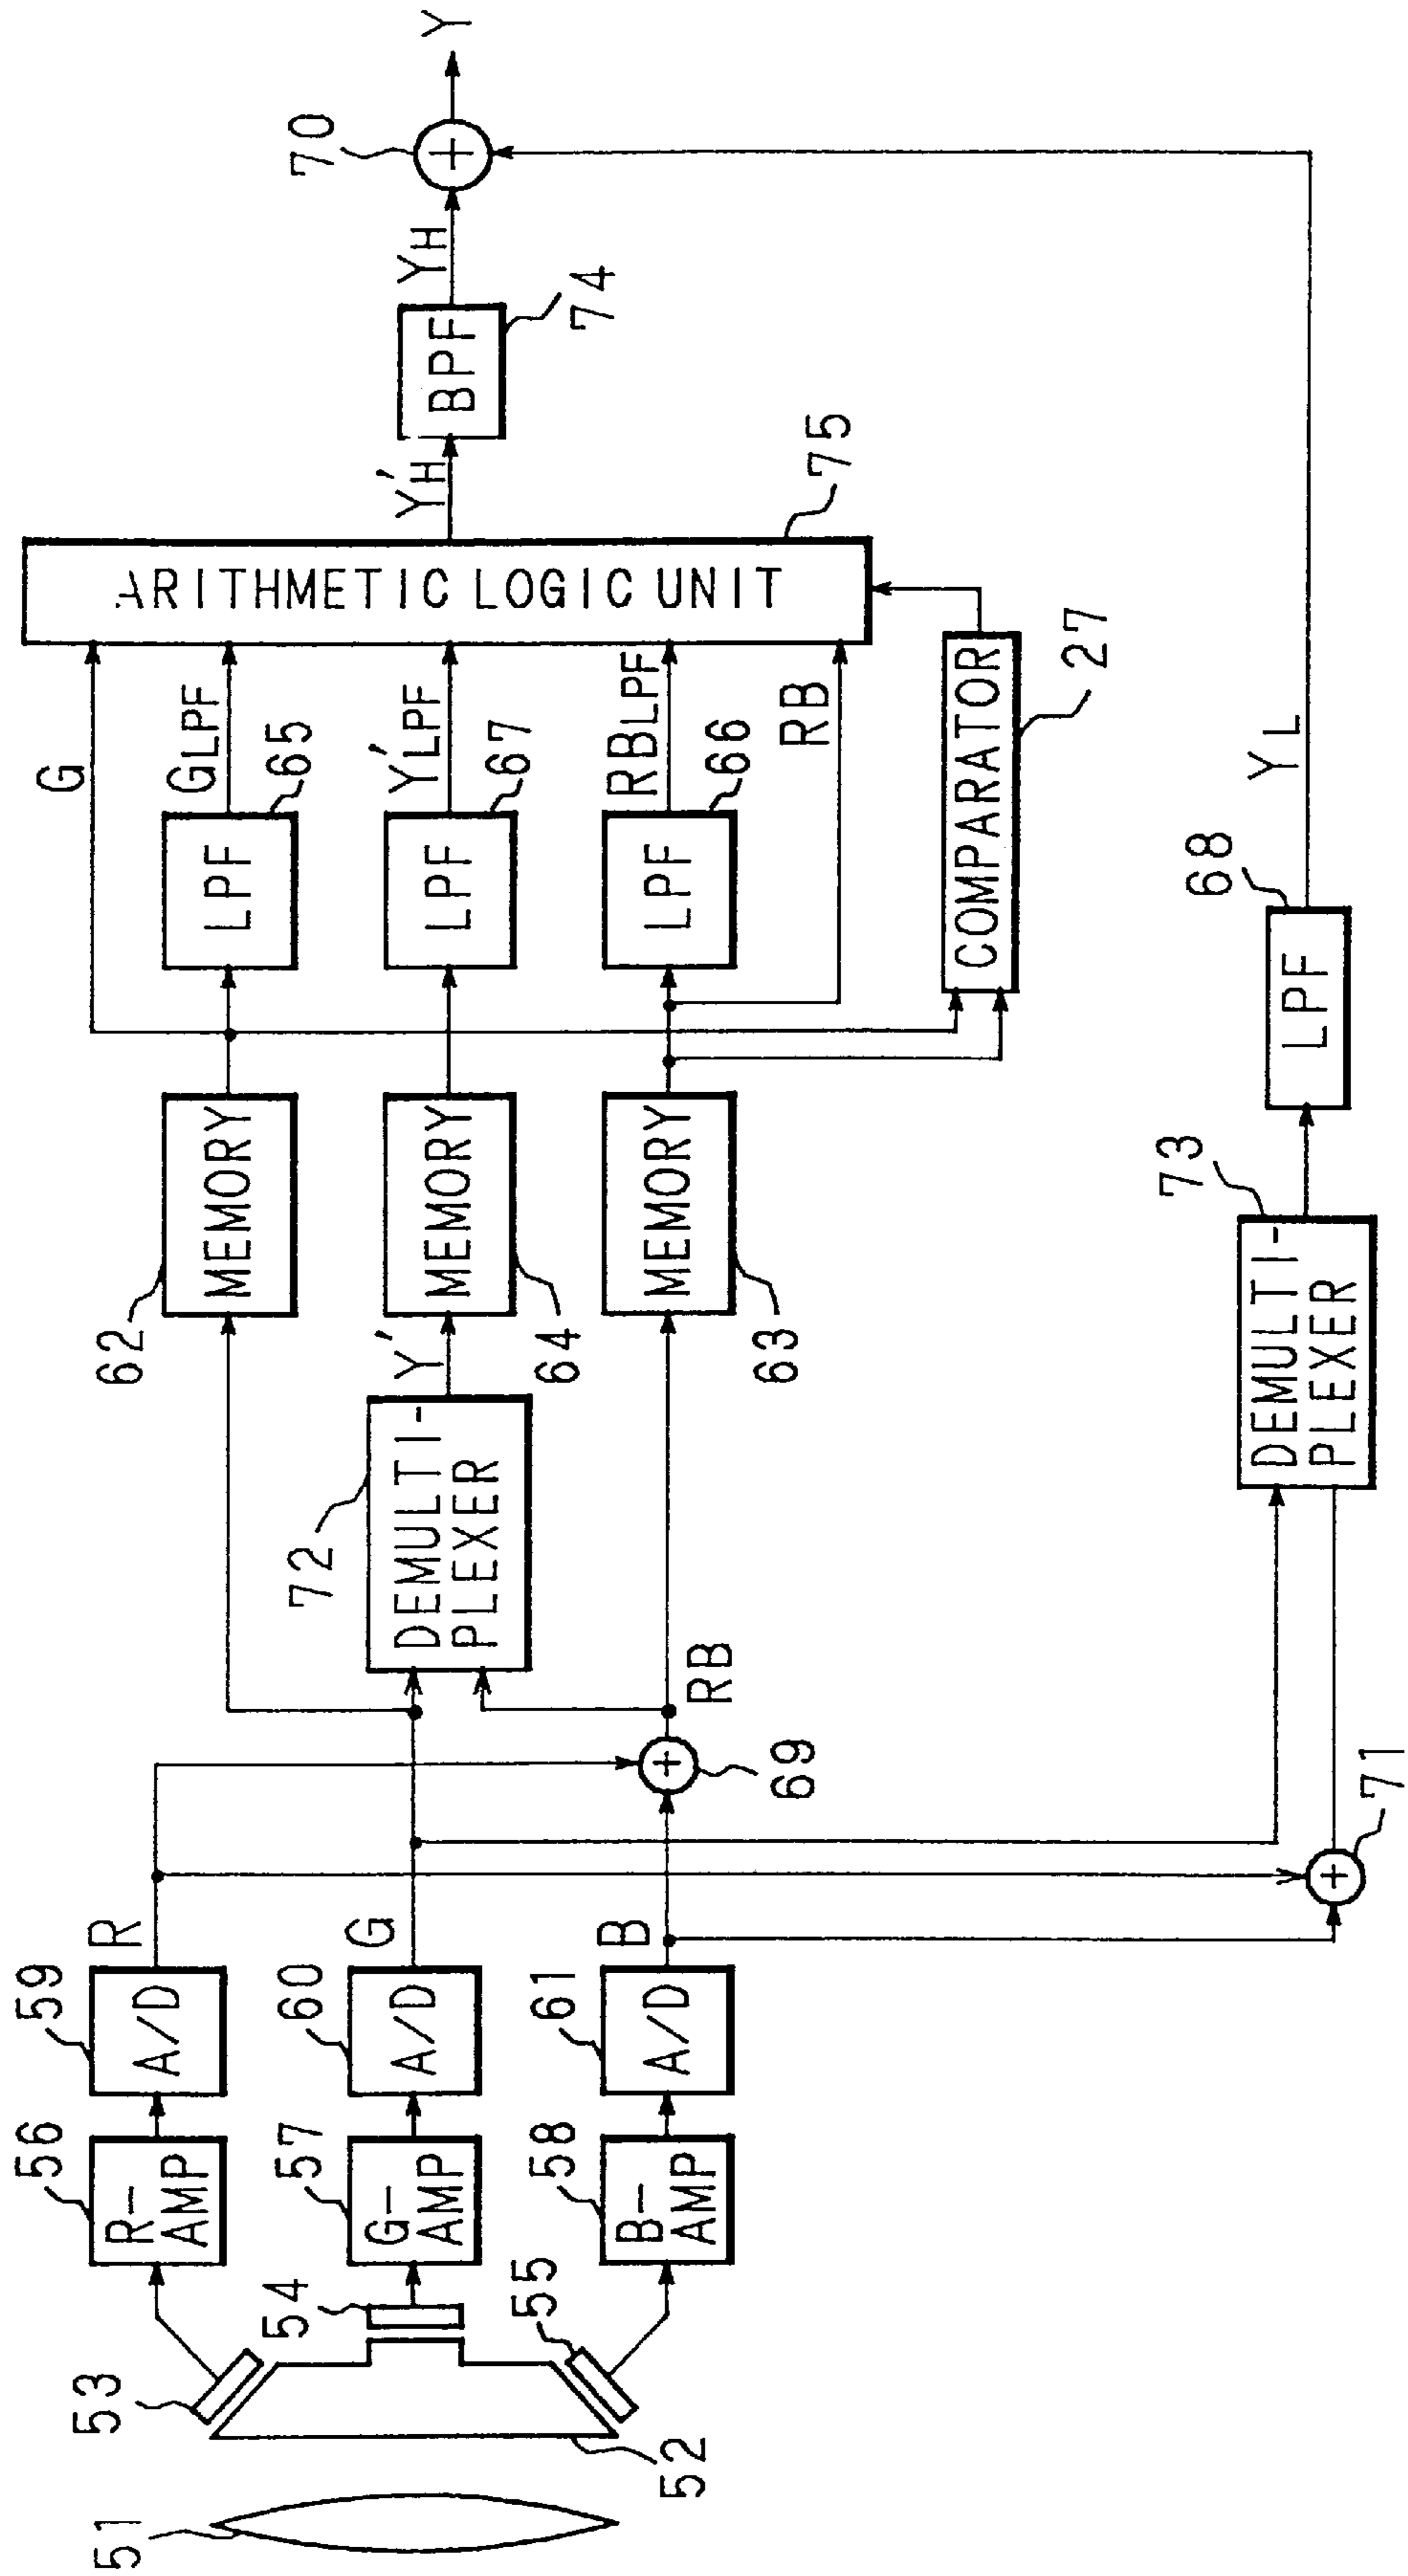 51
52
53
54
55
56
R-
AMP
57
G-
AMP
58
B-
AMP
59
A/D
60
A/D
61
A/D
R
G
B
69
RB
71
72
DEMULTI-
PLEXER
Y'
62
MEMORY
64
MEMORY
63
MEMORY
73
DEMULTI-
PLEXER
LPF
65
LPF
67
LPF
66
LPF
68
G
GLPF
Y'LPF
RBLPF
RB
COMPARATOR
27
YL
ARITHMETIC LOGIC UNIT
75
Y'H
BPF
74
YH
70
Y